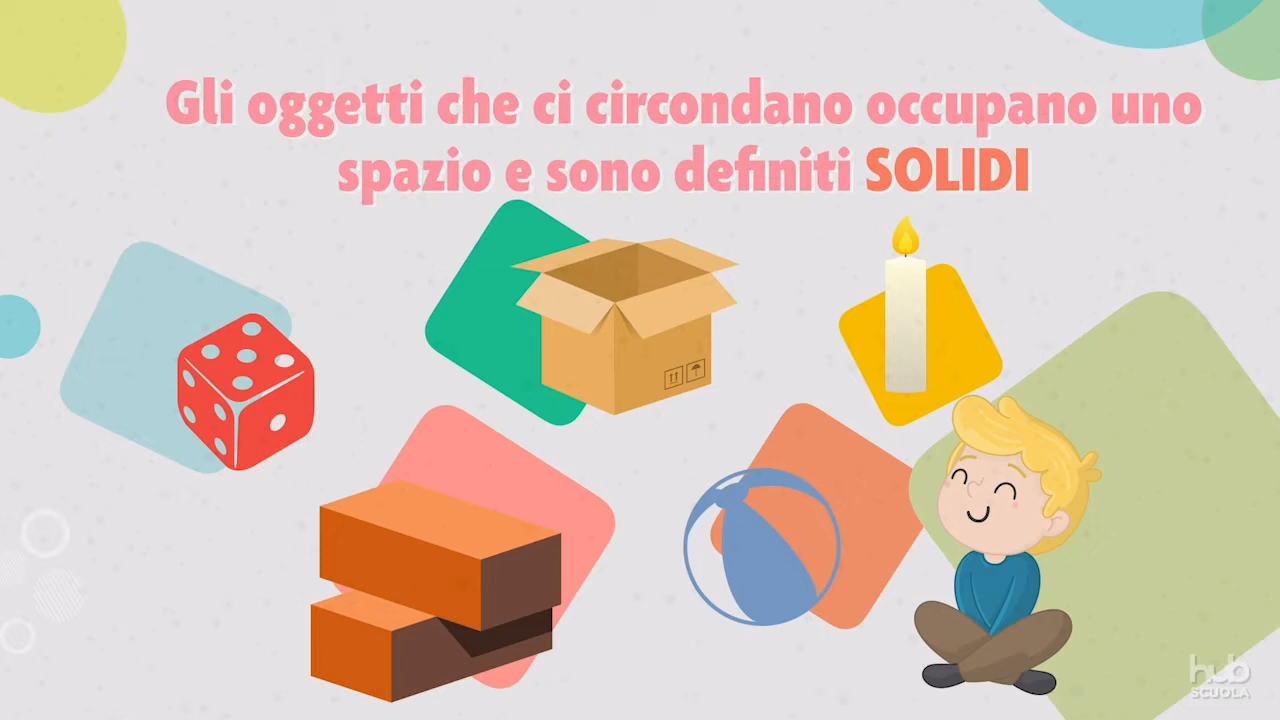 Gli oggetti che ci circondano occupano uno
spazio e sono definiti SOLIDI
hub
SCUOLA